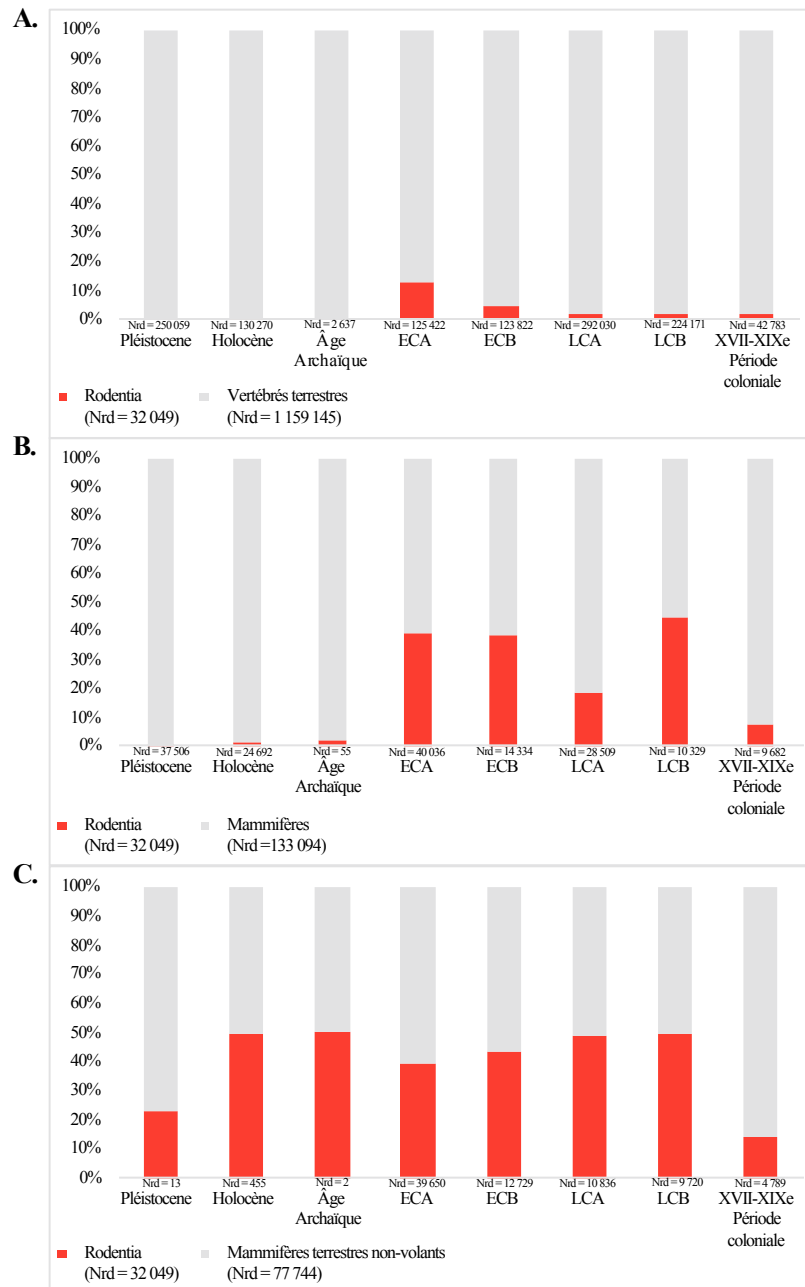 A.
100%
90%
80%
70%
60%
50%
40%
30%
20%
10%
0%
Nrd = 250 059 Nrd = 130 270 Nrd = 2 637 Nrd = 125 422 Nrd = 123 822 Nrd = 292 030 Nrd = 224 171 Nrd = 42 783
Pléistocene Holocène Âge ECA ECB LCA LCB XVII-XIXe
Archaïque Période
coloniale
Rodentia Vertébrés terrestres
(Nrd = 32 049) (Nrd = 1 159 145)
B.
100%
90%
80%
70%
60%
50%
40%
30%
20%
10%
0%
Nrd = 37 506 Nrd = 24 692 Nrd = 55 Nrd = 40 036 Nrd = 14 334 Nrd = 28 509 Nrd = 10 329 Nrd = 9 682
Pléistocene Holocène Âge ECA ECB LCA LCB XVII-XIXe
Archaïque Période
coloniale
Rodentia Mammifères
(Nrd = 32 049) (Nrd =133 094)
C.
100%
90%
80%
70%
60%
50%
40%
30%
20%
10%
0%
Nrd = 13 Nrd = 455 Nrd = 2 Nrd = 39 650 Nrd = 12 729 Nrd = 10 836 Nrd = 9 720 Nrd = 4 789
Pléistocene Holocène Âge ECA ECB LCA LCB XVII-XIXe
Archaïque Période
coloniale
Rodentia Mammifères terrestres non-volants
(Nrd = 32 049) (Nrd = 77 744)